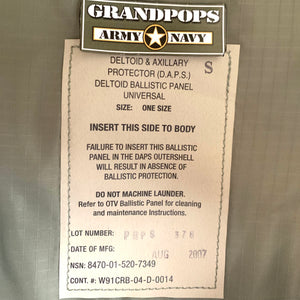 GRANDPOPS
ARMY NAVY
DELTOID & AXILLARY
PROTECTOR (D.A.P.S.)
S
DELTOID BALLISTIC PANEL
UNIVERSAL
SIZE: ONE SIZE
INSERT THIS SIDE TO BODY
FAILURE TO INSERT THIS BALLISTIC
PANEL IN THE DAPS OUTERSHELL
WILL RESULT IN ABSENCE OF
BALLISTIC PROTECTION.
DO NOT MACHINE LAUNDER.
Refer to OTV Ballistic Panel for cleaning
and maintenance Instructions.
LOT NUMBER:
DATE OF MFG: AUG 2007
NSN: 8470-01-520-7349
CONT. #: W91CRB-04-D-0014